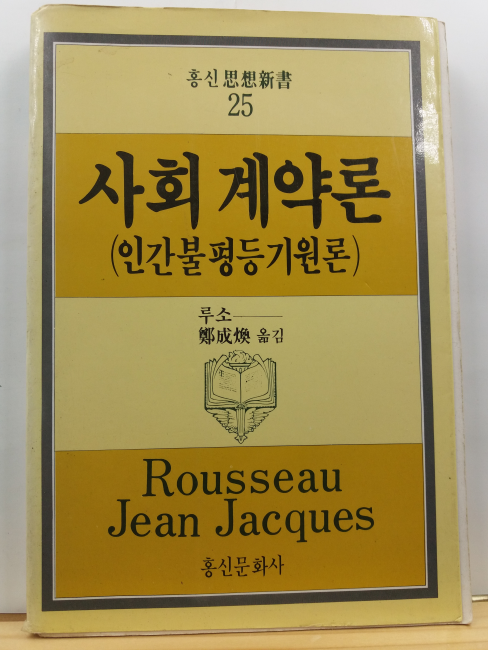 홍신 思想新書
25
사회 계약론
(인간불평등기원론)
루소
鄭成煥 옮김
Rousseau
Jean Jacques
홍신문화사